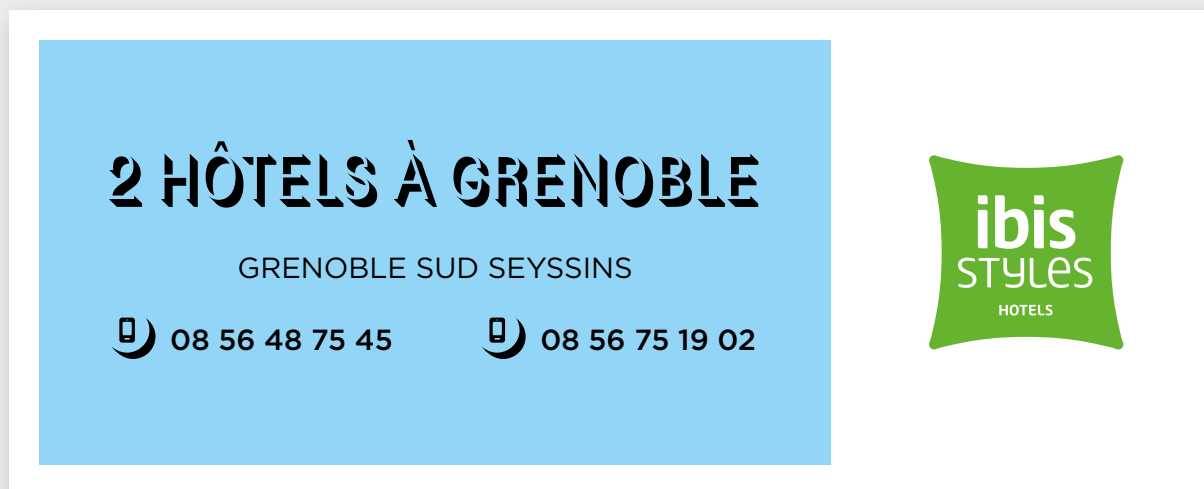 2 HÔTELS À GRENOBLE
GRENOBLE SUD SEYSSINS
08 56 48 75 45
08 56 75 19 02
ibis
STYLES
HOTELS